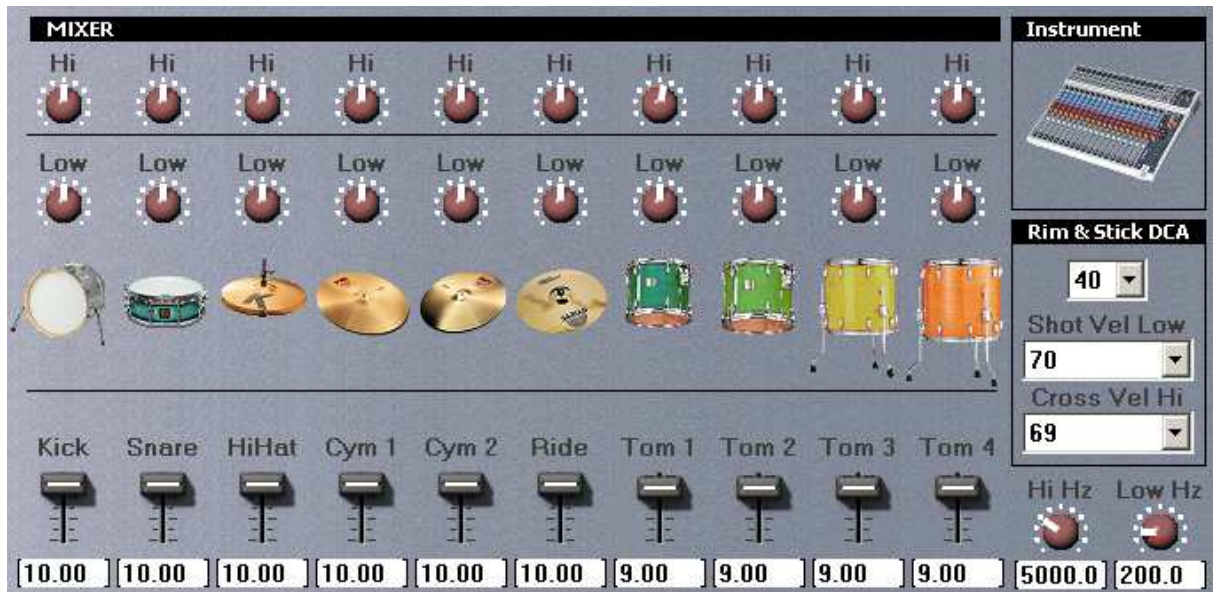 MIXER
Hi Hi Hi Hi Hi Hi Hi Hi Hi Hi
Low Low Low Low Low Low Low Low Low Low
Kick Snare HiHat Cym 1 Cym 2 Ride Tom 1 Tom 2 Tom 3 Tom 4
10.00 10.00 10.00 10.00 10.00 10.00 9.00 9.00 9.00 9.00
Instrument
Rim & Stick DCA
40
Shot Vel Low
70
Cross Vel Hi
69
Hi Hz Low Hz
5000.0 200.0